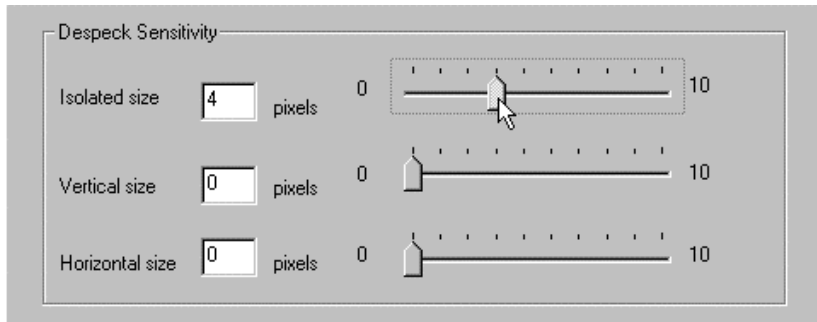 Despeck Sensitivity
Isolated size 4 pixels 0 10
Vertical size 0 pixels 0 10
Horizontal size 0 pixels 0 10